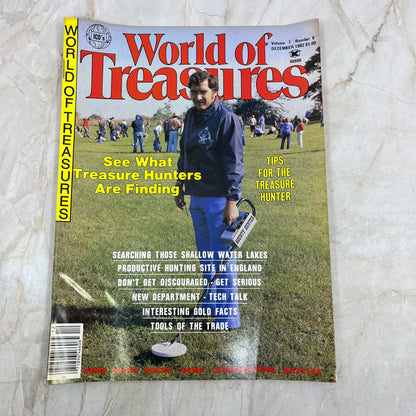 WORLD OF TREASURES
ICD's
World of
Treasures
Volume 7 Number 6
DECEMBER 1982 $1.50
See What
Treasure Hunters
Are Finding
TIPS
FOR THE
TREASURE
HUNTER
SEARCHING THOSE SHALLOW WATER LAKES
PRODUCTIVE HUNTING SITE IN ENGLAND
DON'T GET DISCOURAGED - GET SERIOUS
NEW DEPARTMENT - TECH TALK
INTERESTING GOLD FACTS
TOOLS OF THE TRADE